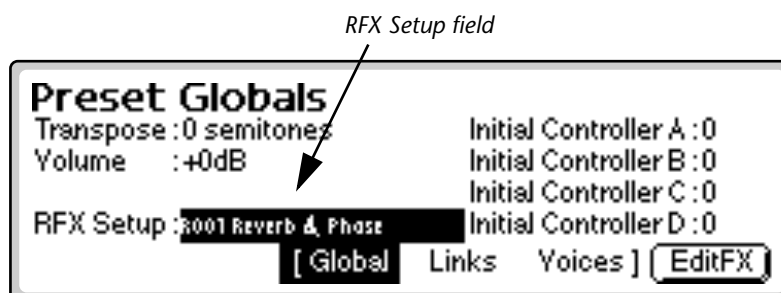 RFX Setup field
Preset Globals
Transpose :0 semitones Initial Controller A :0
Volume :+0dB Initial Controller B :0
Initial Controller C :0
RFX Setup :R001 Reverb & Phase Initial Controller D :0
[ Global Links Voices ] EditFX